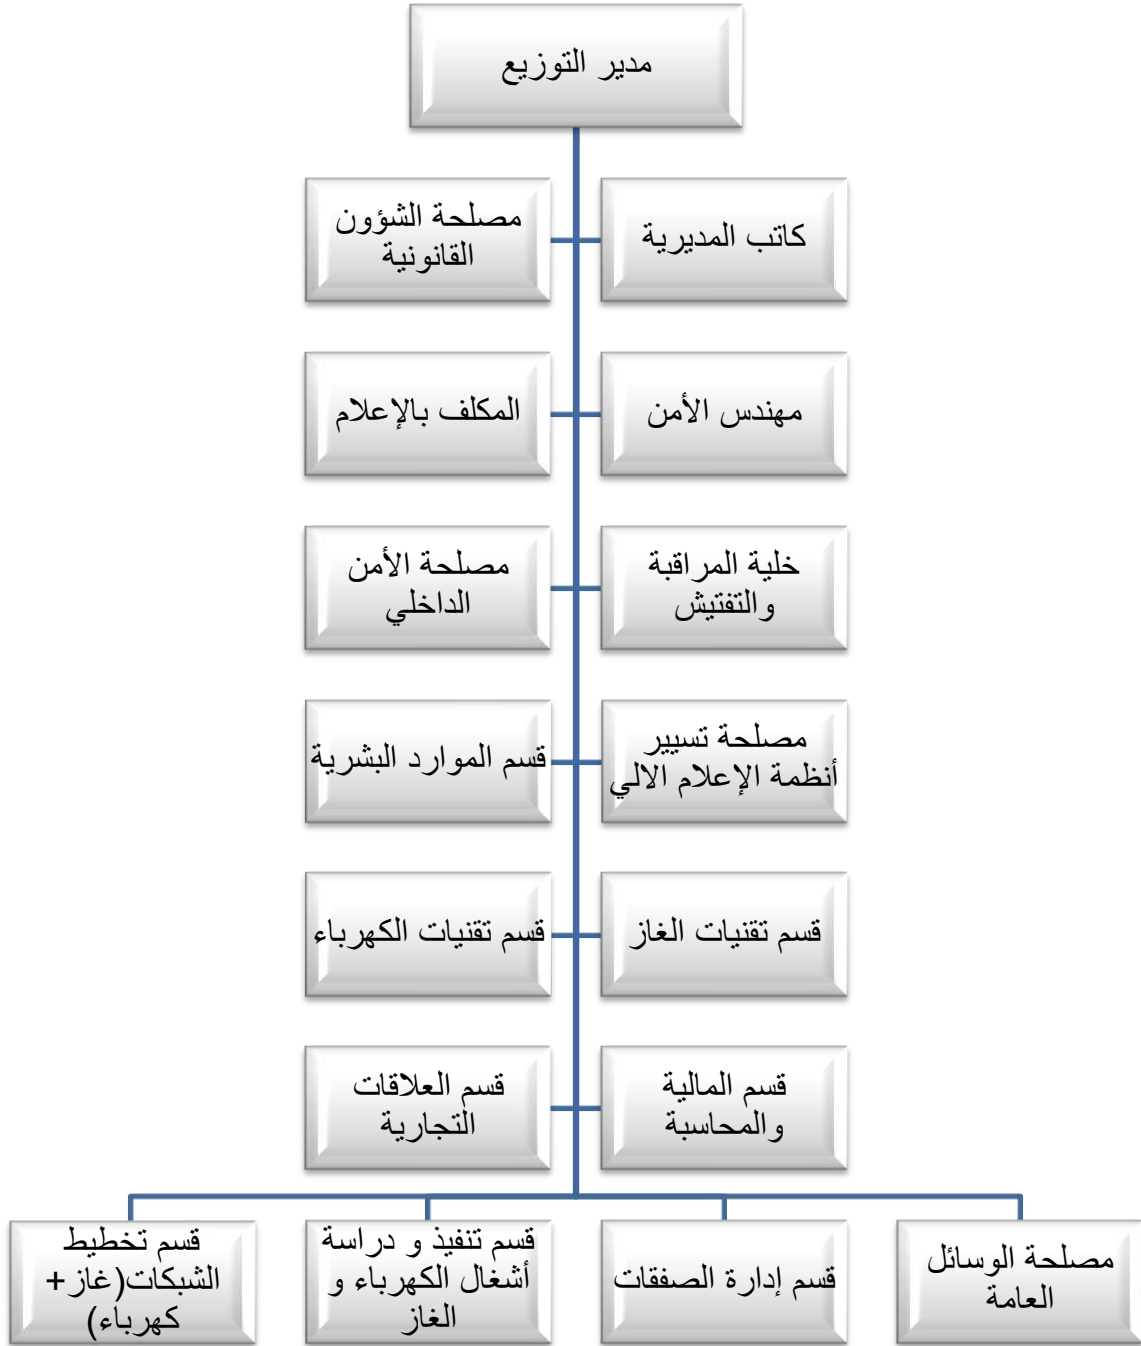 مدير التوزيع
كاتب المديرية
مصلحة الشؤون
القانونية
مهندس الأمن
المكلف بالإعلام
خلية المراقبة
والتفتيش
مصلحة الأمن
الداخلي
مصلحة تسيير
أنظمة الإعلام الالي
قسم الموارد البشرية
قسم تقنيات الغاز
قسم تقنيات الكهرباء
قسم المالية
والمحاسبة
قسم العلاقات
التجارية
مصلحة الوسائل
العامة
قسم إدارة الصفقات
قسم تنفيذ و دراسة
أشغال الكهرباء و
الغاز
قسم تخطيط
الشبكات(غاز+
كهرباء)